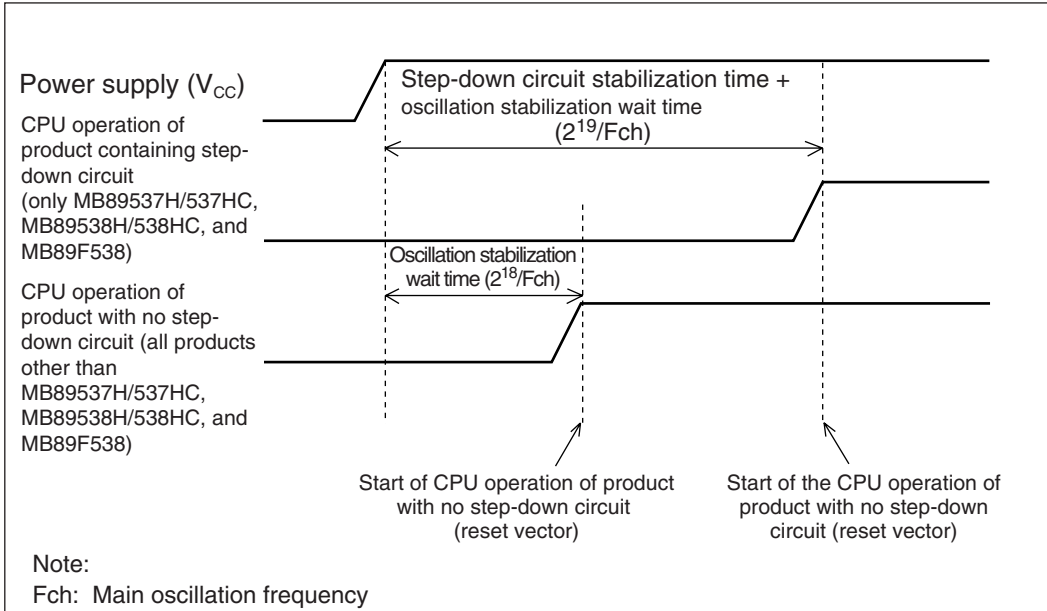 Power supply (VCC)
Step-down circuit stabilization time +
oscillation stabilization wait time
(2^19/Fch)
CPU operation of
product containing step-
down circuit
(only MB89537H/537HC,
MB89538H/538HC, and
MB89F538)
Oscillation stabilization
wait time (2^18/Fch)
CPU operation of
product with no step-
down circuit (all products
other than
MB89537H/537HC,
MB89538H/538HC, and
MB89F538)
Start of CPU operation of product
with no step-down circuit
(reset vector)
Start of the CPU operation of
product with no step-down
circuit (reset vector)
Note:
Fch: Main oscillation frequency